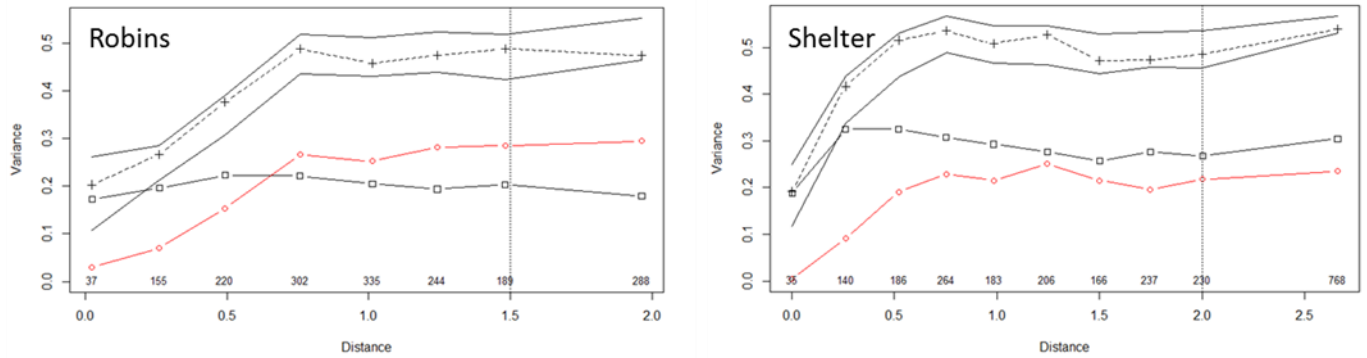 Robins
Variance
0.0 0.1 0.2 0.3 0.4 0.5
37 155 220 302 335 244 189 288
0.0 0.5 1.0 1.5 2.0
Distance
Shelter
Variance
0.0 0.1 0.2 0.3 0.4 0.5
36 140 186 264 183 206 166 237 230 768
0.0 0.5 1.0 1.5 2.0 2.5
Distance